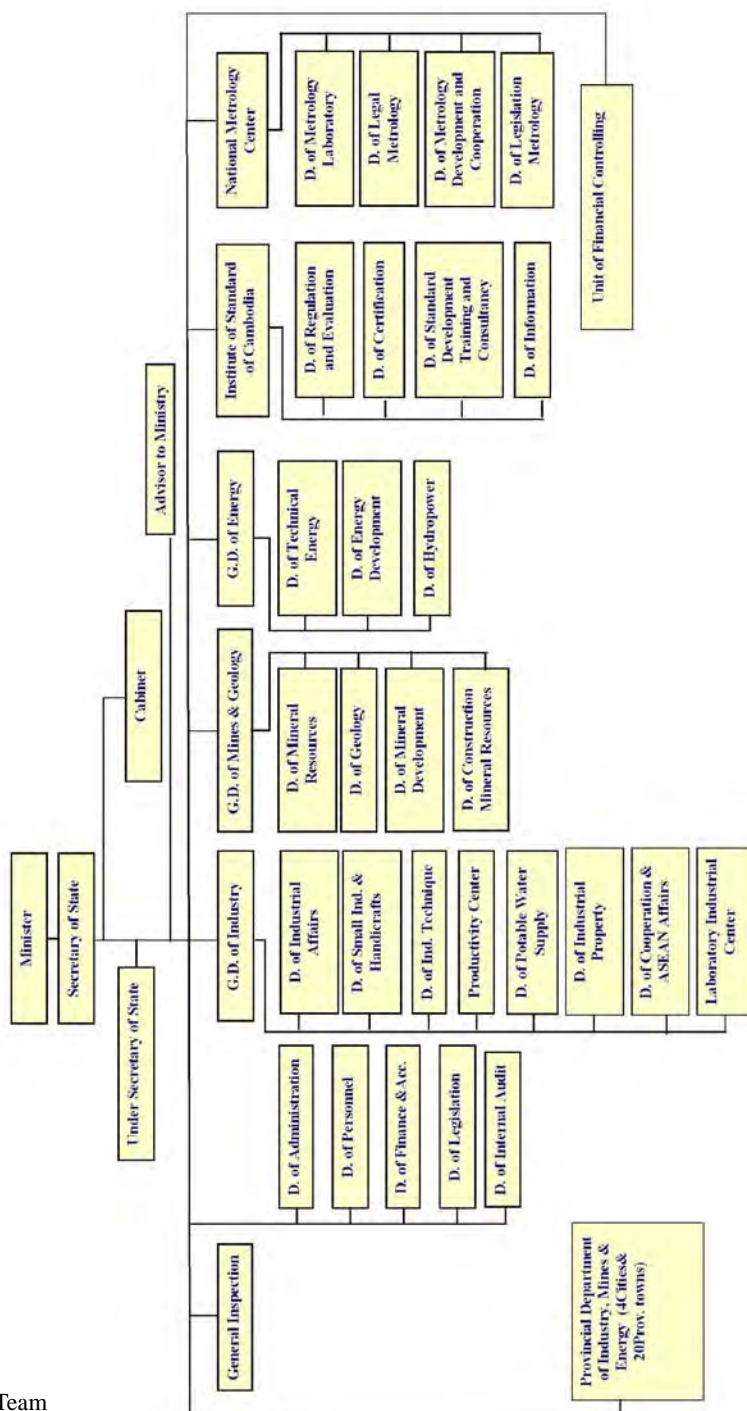 Minister
Secretary of State
Under Secretary of State
Cabinet
Advisor to Ministry
General Inspection
D. of Administration
D. of Personnel
D. of Finance &Acc.
D. of Legislation
D. of Internal Audit
G.D. of Industry
D. of Industrial
Affairs
D. of Small Ind. &
Handicrafts
D. of Ind. Technique
Productivity Center
D. of Potable Water
Supply
D. of Industrial
Property
D. of Cooperation &
ASEAN Affairs
Laboratory Industrial
Center
G.D. of Mines & Geology
D. of Mineral
Resources
D. of Geology
D. of Mineral
Development
D. of Construction
Mineral Resources
G.D. of Energy
D. of Technical
Energy
D. of Energy
Development
D. of Hydropower
Institute of Standard
of Cambodia
D. of Regulation
and Evaluation
D. of Certification
D. of Standard
Development
Training and
Consultancy
D. of Information
National Metrology
Center
D. of Metrology
Laboratory
D. of Legal
Metrology
D. of Metrology
Development and
Cooperation
D. of Legislation
Metrology
Provincial Department
of Industry, Mines &
Energy (4Cities&
20Prov. towns)
Unit of Financial Controlling
Team